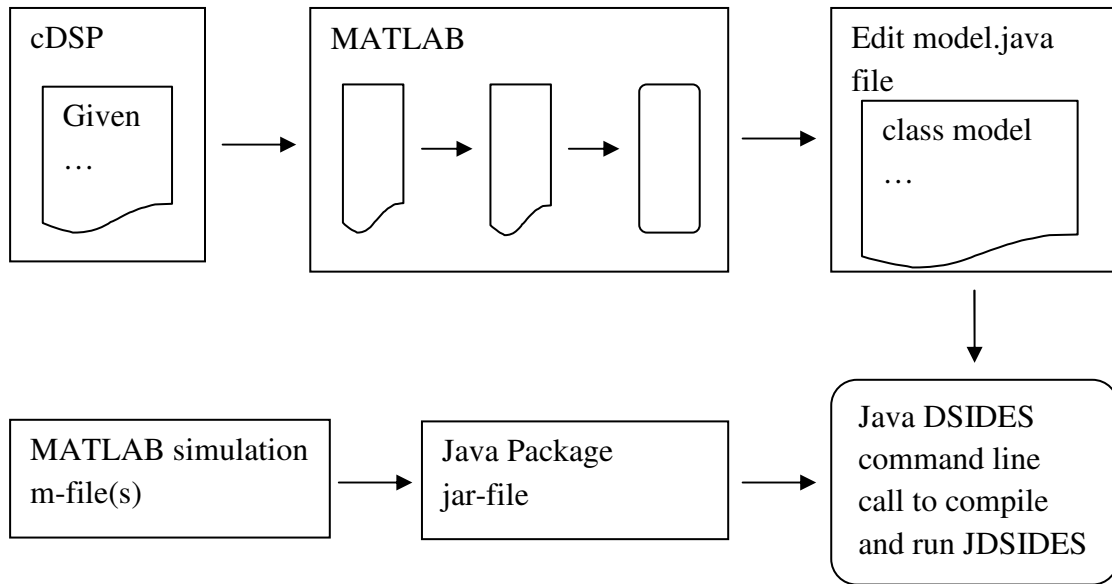 cDSP
Given
…
MATLAB
Edit model.java
file
class model
…
MATLAB simulation
m-file(s)
Java Package
jar-file
Java DSIDES
command line
call to compile
and run JDSIDES